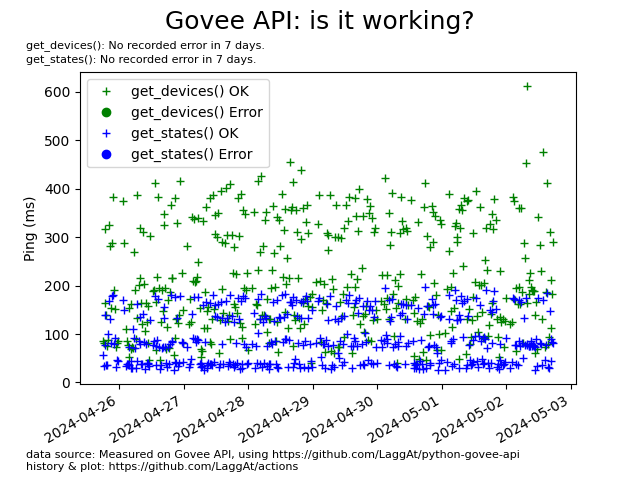 Govee API: is it working?
get_devices(): No recorded error in 7 days.
get_states(): No recorded error in 7 days.
get_devices() OK
get_devices() Error
get_states() OK
get_states() Error
Ping (ms)
600
500
400
300
200
100
0
2024-04-26
2024-04-27
2024-04-28
2024-04-29
2024-04-30
2024-05-01
2024-05-02
2024-05-03
data source: Measured on Govee API, using https://github.com/LaggAt/python-govee-api
history & plot: https://github.com/LaggAt/actions